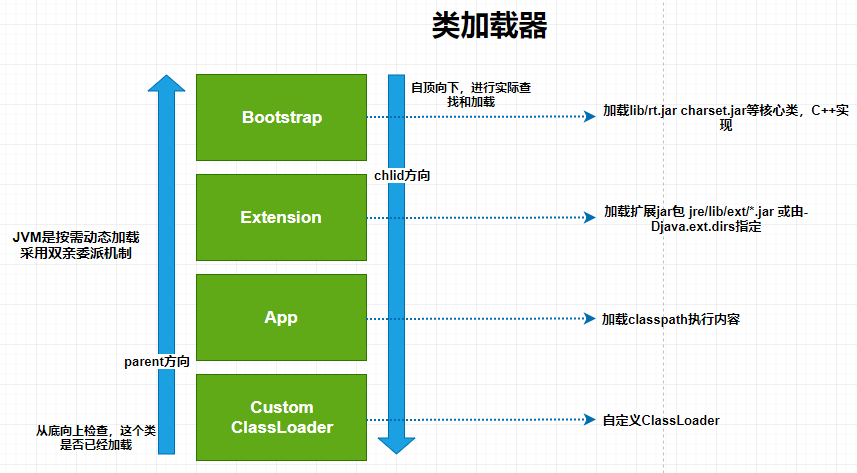 类加载器
自顶向下，进行实际查
找和加载
Bootstrap
加载lib/rt.jar charset.jar等核心类，C++实
现
chlid方向
Extension
加载扩展jar包 jre/lib/ext/*.jar 或由-
Djava.ext.dirs指定
JVM是按需动态加载
采用双亲委派机制
App
加载classpath执行内容
parent方向
Custom
ClassLoader
自定义ClassLoader
从底向上检查，这个类
是否已经加载